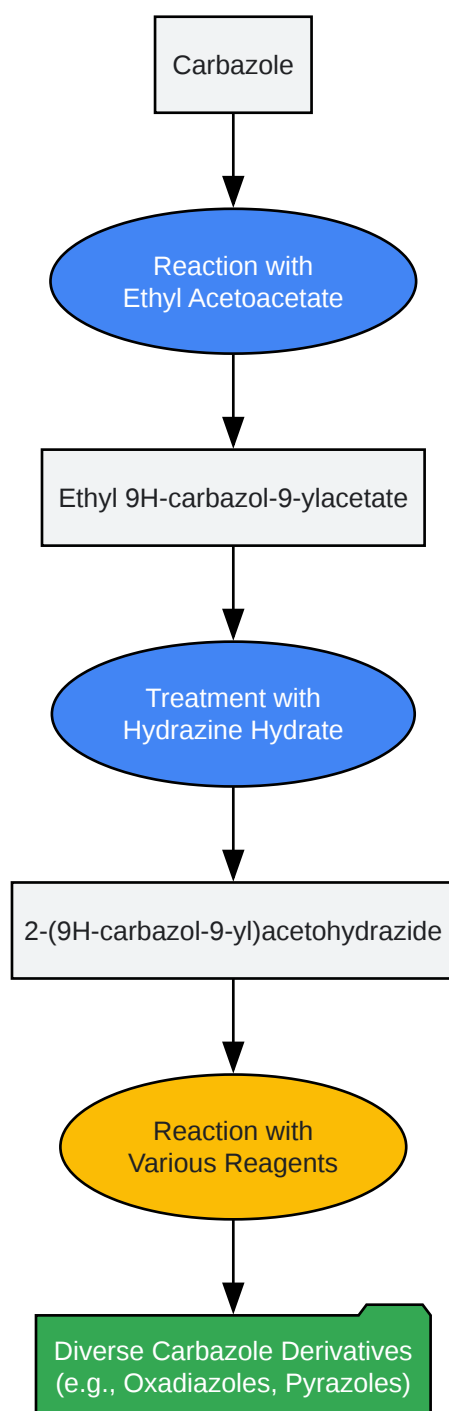 Carbazole
Reaction with
Ethyl Acetoacetate
Ethyl 9H-carbazol-9-ylacetate
Treatment with
Hydrazine Hydrate
2-(9H-carbazol-9-yl)acetohydrazide
Reaction with
Various Reagents
Diverse Carbazole Derivatives
(e.g., Oxadiazoles, Pyrazoles)